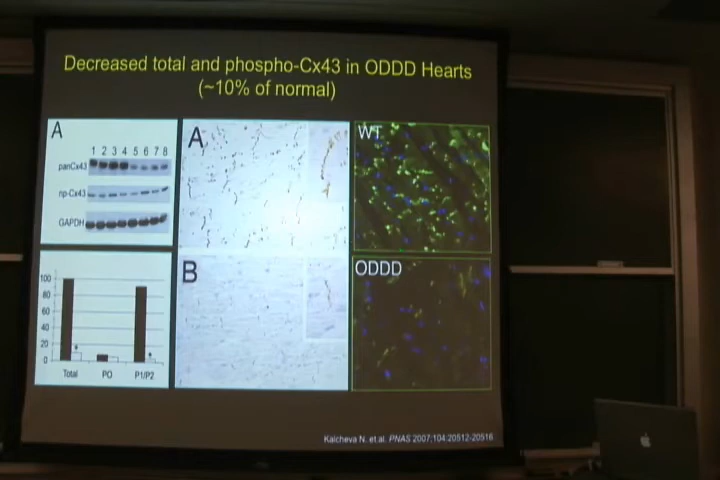 Decreased total and phospho-Cx43 in ODDD Hearts
(~10% of normal)
A
1 2 3 4 5 6 7 8
panCx43
np-Cx43
GAPDH
A
WT
100
80
60
40
20
0
Total PO P1/P2
B
ODDD
Kalcheva N. et.al. PNAS 2007;104:20512-20516